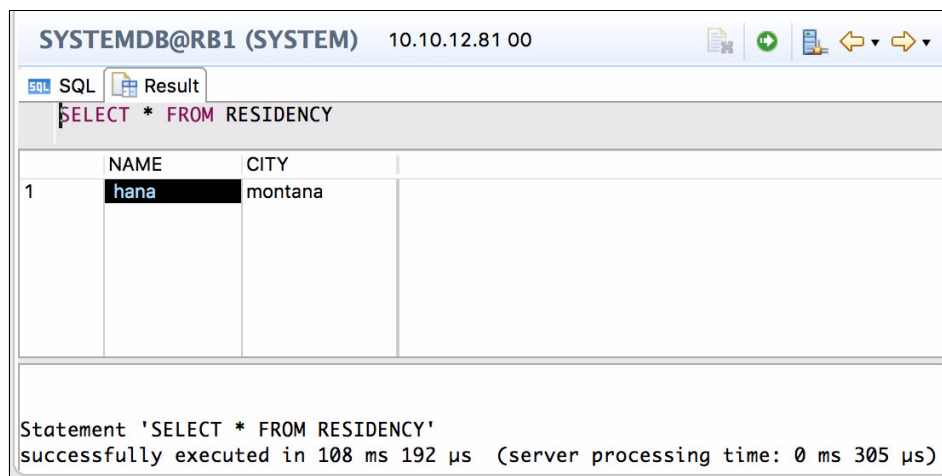 SYSTEMDB@RB1 (SYSTEM) 10.10.12.81 00
SQL SQL Result
SELECT * FROM RESIDENCY
NAME CITY
1 hana montana
Statement 'SELECT * FROM RESIDENCY'
successfully executed in 108 ms 192 µs (server processing time: 0 ms 305 µs)